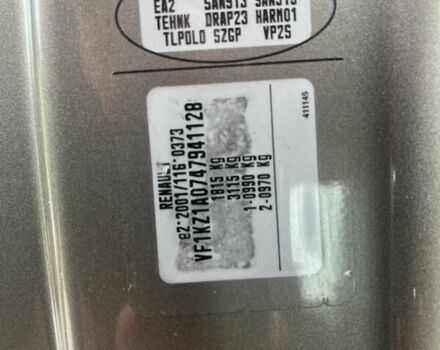 EA2 SAN913 SAN913
TEHNK DRAP23 HARM01
TLPOLO SZGP VP2S
411145
RENAULT
e2*2001/116*0373
VF1KZ1A0747941128
1815 Kg
3115 Kg
1-0990 Kg
2-0970 Kg